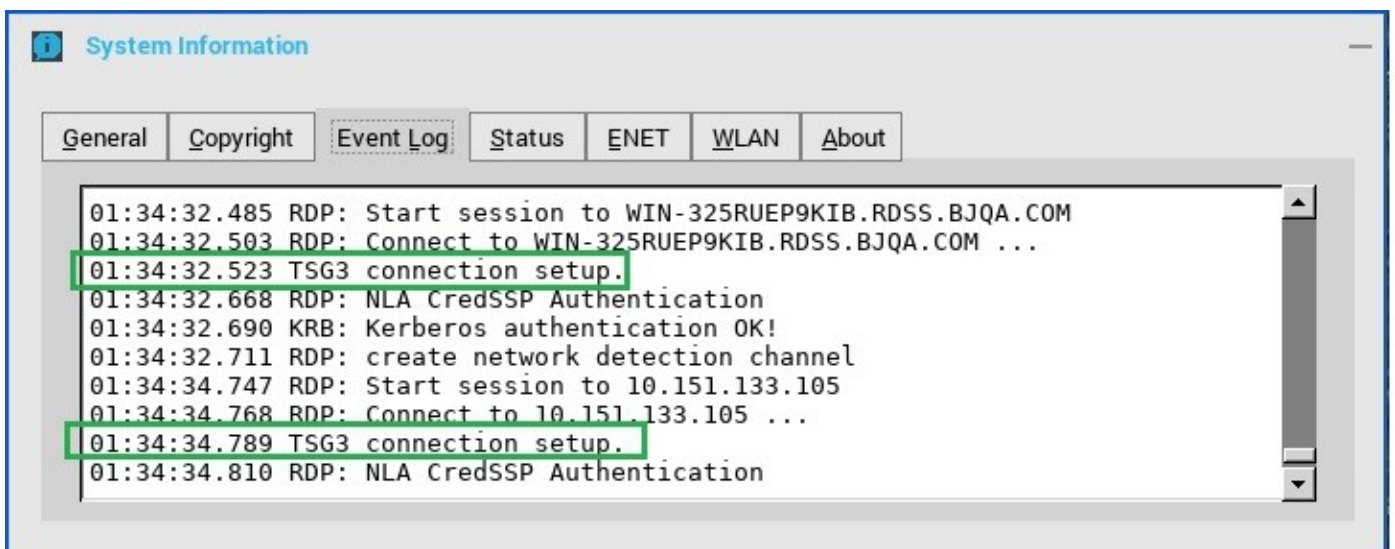 System Information
General Copyright Event Log Status ENET WLAN About
01:34:32.485 RDP: Start session to WIN-325RUEP9KIB.RDSS.BJQA.COM
01:34:32.503 RDP: Connect to WIN-325RUEP9KIB.RDSS.BJQA.COM ...
01:34:32.523 TSG3 connection setup.
01:34:32.668 RDP: NLA CredSSP Authentication
01:34:32.690 KRB: Kerberos authentication OK!
01:34:32.711 RDP: create network detection channel
01:34:34.747 RDP: Start session to 10.151.133.105
01:34:34.768 RDP: Connect to 10.151.133.105 ...
01:34:34.789 TSG3 connection setup.
01:34:34.810 RDP: NLA CredSSP Authentication